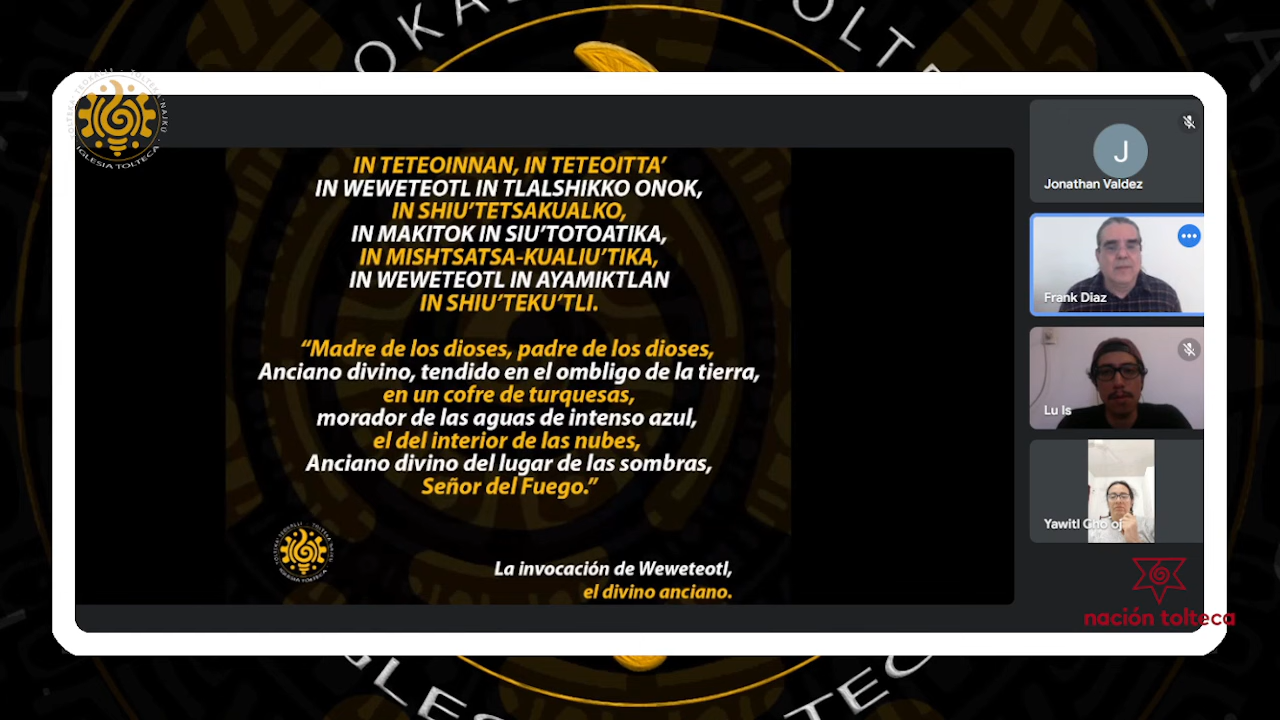 IN TETEOINNAN, IN TETEOITTA’
IN WEWETEOTL IN TLALSHIKKO ONOK,
IN SHIU’TETSAKUALKO,
IN MAKITOK IN SIU’TOTOATIKA,
IN MISHTSATSA-KUALIU’TIKA,
IN WEWETEOTL IN AYAMIKTLAN
IN SHIU’TEKU’TLI.
“Madre de los dioses, padre de los dioses,
Anciano divino, tendido en el ombligo de la tierra,
en un cofre de turquesas,
morador de las aguas de intenso azul,
el del interior de las nubes,
Anciano divino del lugar de las sombras,
Señor del Fuego.”
La invocación de Weweteotl,
el divino anciano.
IGLESIA TOLTECA
J
Jonathan Valdez
Frank Diaz
Lu Is
Yawitl
nación tolteca